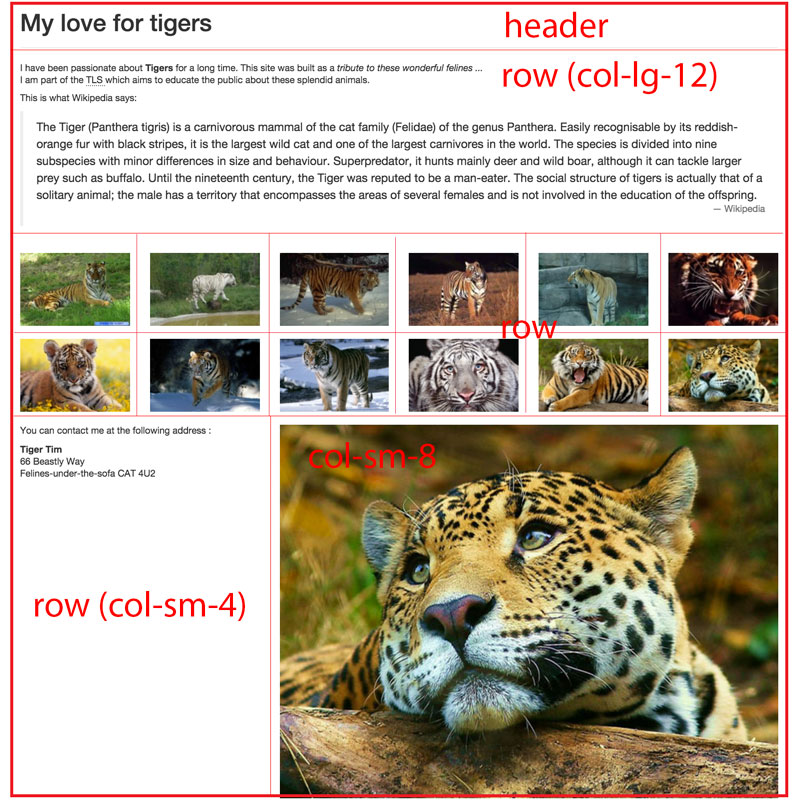 My love for tigers
header
I have been passionate about Tigers for a long time. This site was built as a tribute to these wonderful felines ...
I am part of the TLS which aims to educate the public about these splendid animals.
row (col-lg-12)
This is what Wikipedia says:
The Tiger (Panthera tigris) is a carnivorous mammal of the cat family (Felidae) of the genus Panthera. Easily recognisable by its reddish-
orange fur with black stripes, it is the largest wild cat and one of the largest carnivores in the world. The species is divided into nine
subspecies with minor differences in size and behaviour. Superpredator, it hunts mainly deer and wild boar, although it can tackle larger
prey such as buffalo. Until the nineteenth century, the Tiger was reputed to be a man-eater. The social structure of tigers is actually that of a
solitary animal; the male has a territory that encompasses the areas of several females and is not involved in the education of the offspring.
— Wikipedia
row
You can contact me at the following address :
Tiger Tim
66 Beastly Way
Felines-under-the-sofa CAT 4U2
col-sm-8
row (col-sm-4)